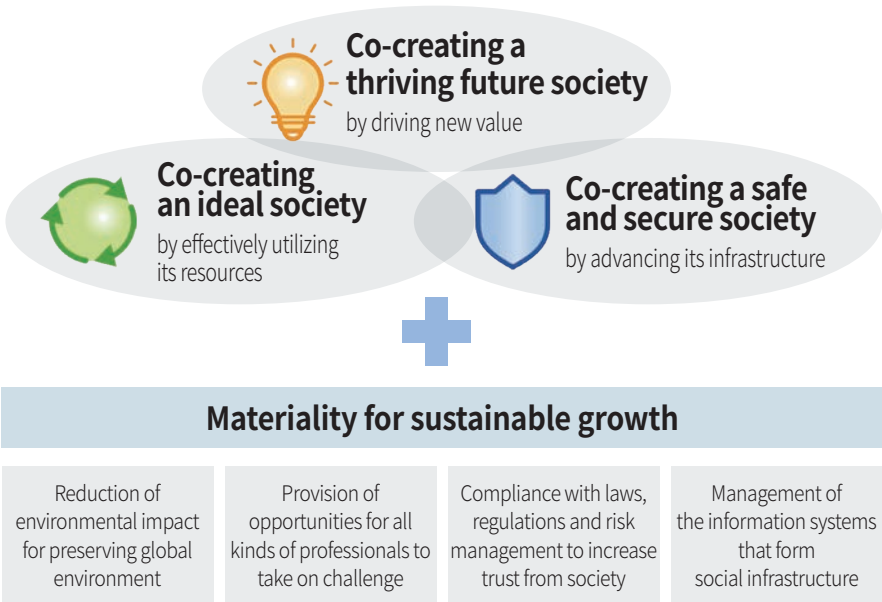 Co-creating a
thriving future society
by driving new value
Co-creating
an ideal society
by effectively utilizing
its resources
Co-creating a safe
and secure society
by advancing its infrastructure
Materiality for sustainable growth
Reduction of
environmental impact
for preserving global
environment
Provision of
opportunities for all
kinds of professionals to
take on challenge
Compliance with laws,
regulations and risk
management to increase
trust from society
Management of
the information systems
that form
social infrastructure